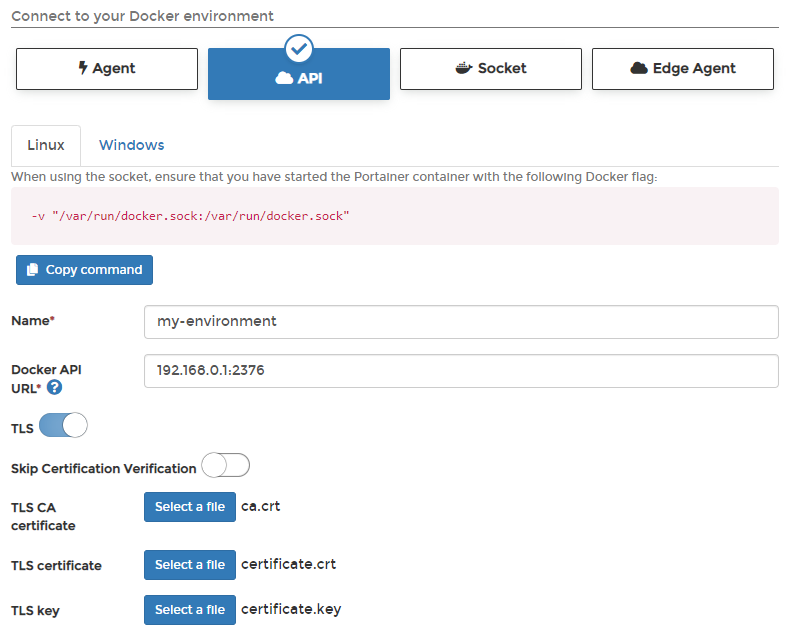 Connect to your Docker environment
Agent
API
Socket
Edge Agent
Linux
Windows
When using the socket, ensure that you have started the Portainer container with the following Docker flag:
-v "/var/run/docker.sock:/var/run/docker.sock"
Copy command
Name*
my-environment
Docker API
URL* ?
192.168.0.1:2376
TLS
Skip Certification Verification
TLS CA
certificate
Select a file ca.crt
TLS certificate
Select a file certificate.crt
TLS key
Select a file certificate.key